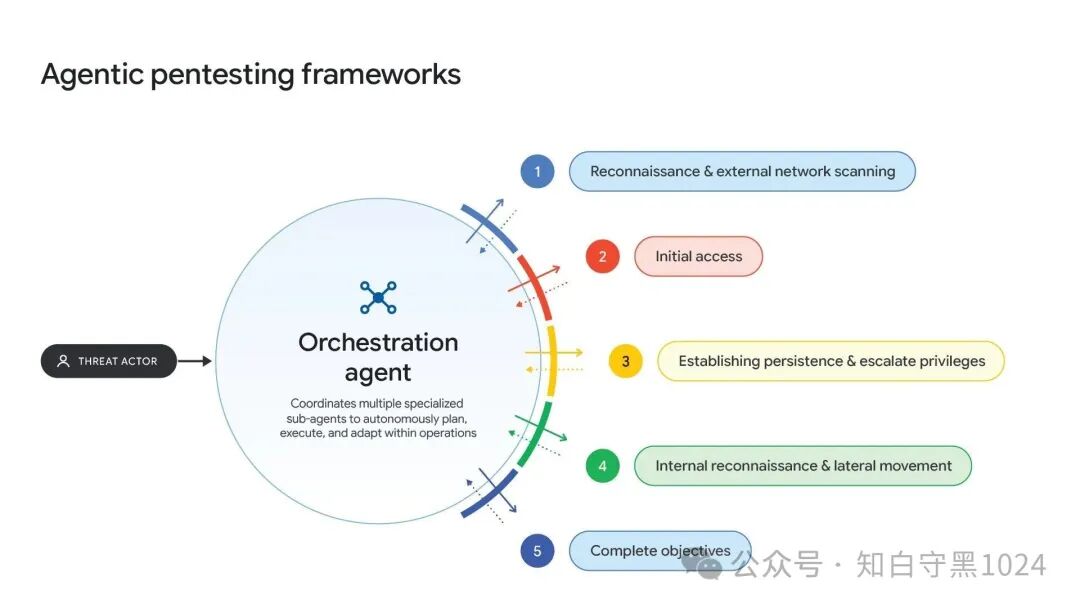 Agentic pentesting frameworks
1
Reconnaissance & external network scanning
2
Initial access
THREAT ACTOR
Orchestration
agent
Coordinates multiple specialized
sub-agents to autonomously plan,
execute, and adapt within operations
3
Establishing persistence & escalate privileges
4
Internal reconnaissance & lateral movement
5
Complete objectives
公众号 · 知白守黑1024